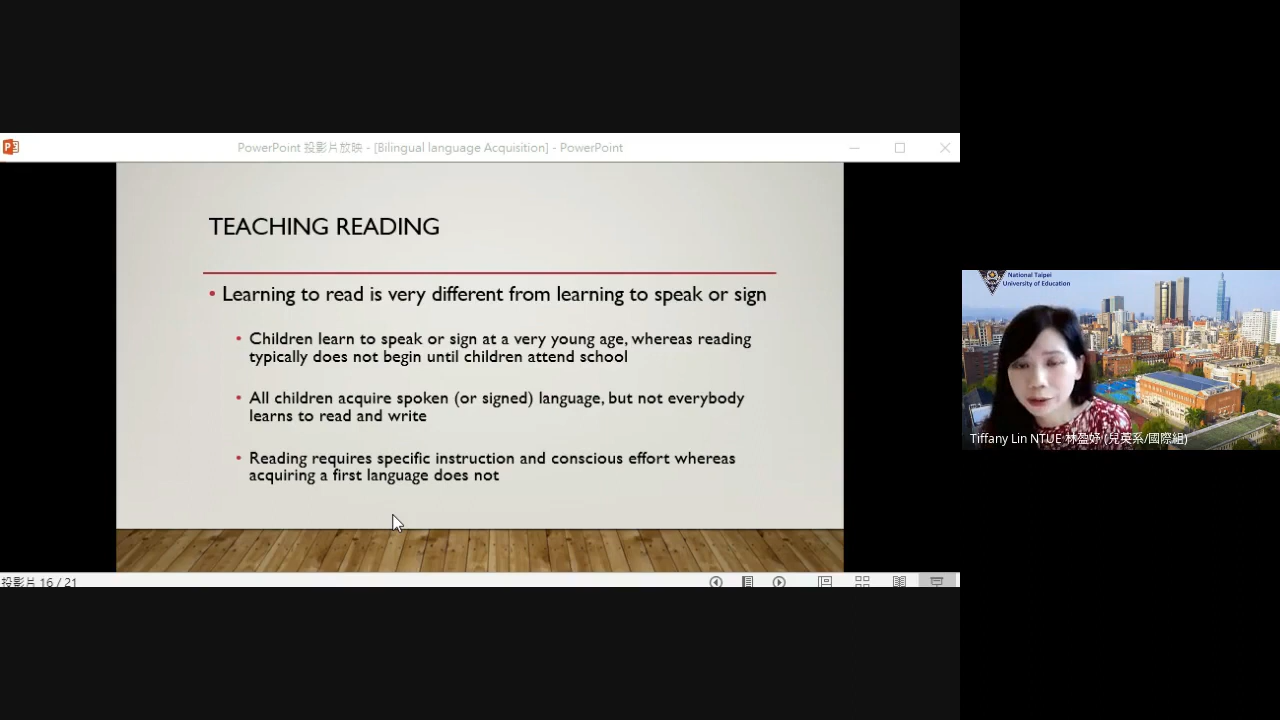 PowerPoint 投影片放映 - [Bilingual language Acquisition] - PowerPoint
TEACHING READING
• Learning to read is very different from learning to speak or sign
• Children learn to speak or sign at a very young age, whereas reading
typically does not begin until children attend school
• All children acquire spoken (or signed) language, but not everybody
learns to read and write
• Reading requires specific instruction and conscious effort whereas
acquiring a first language does not
投影片 16 / 21
National Taipei
University of Education
Tiffany Lin NTUE 林盈妤 (兒英系/國際組)